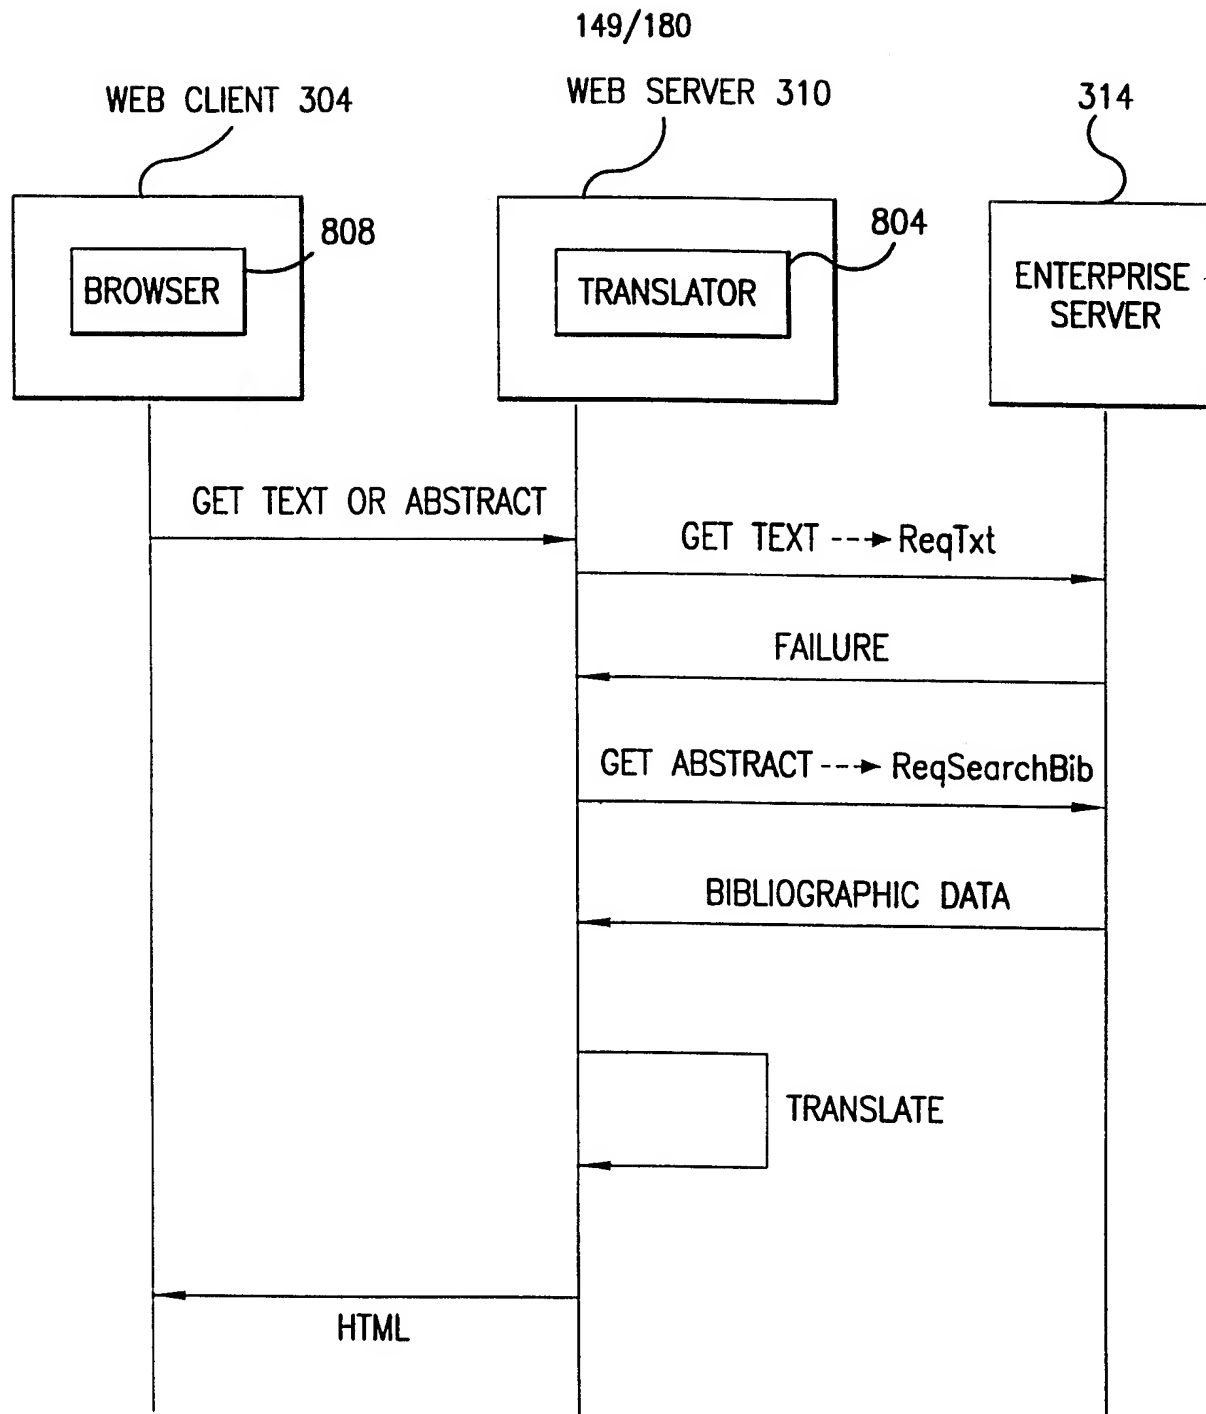 149/180
WEB CLIENT 304
WEB SERVER 310
314
808
804
BROWSER
TRANSLATOR
ENTERPRISE
SERVER
GET TEXT OR ABSTRACT
GET TEXT ---> ReqTxt
FAILURE
GET ABSTRACT ---> ReqSearchBib
BIBLIOGRAPHIC DATA
TRANSLATE
HTML